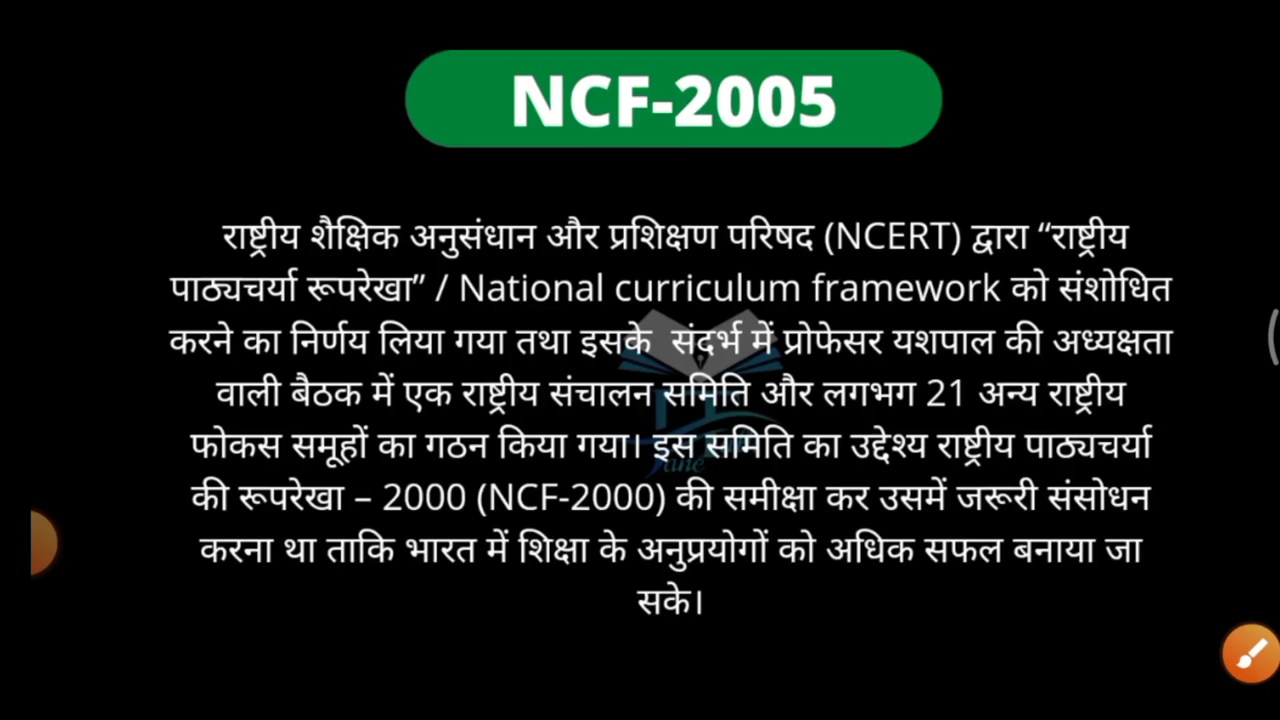 NCF-2005
राष्ट्रीय शैक्षिक अनुसंधान और प्रशिक्षण परिषद (NCERT) द्वारा “राष्ट्रीय
पाठ्यचर्या रूपरेखा” / National curriculum framework को संशोधित
करने का निर्णय लिया गया तथा इसके संदर्भ में प्रोफेसर यशपाल की अध्यक्षता
वाली बैठक में एक राष्ट्रीय संचालन समिति और लगभग 21 अन्य राष्ट्रीय
फोकस समूहों का गठन किया गया। इस समिति का उद्देश्य राष्ट्रीय पाठ्यचर्या
की रूपरेखा – 2000 (NCF-2000) की समीक्षा कर उसमें जरूरी संसोधन
करना था ताकि भारत में शिक्षा के अनुप्रयोगों को अधिक सफल बनाया जा
सके।